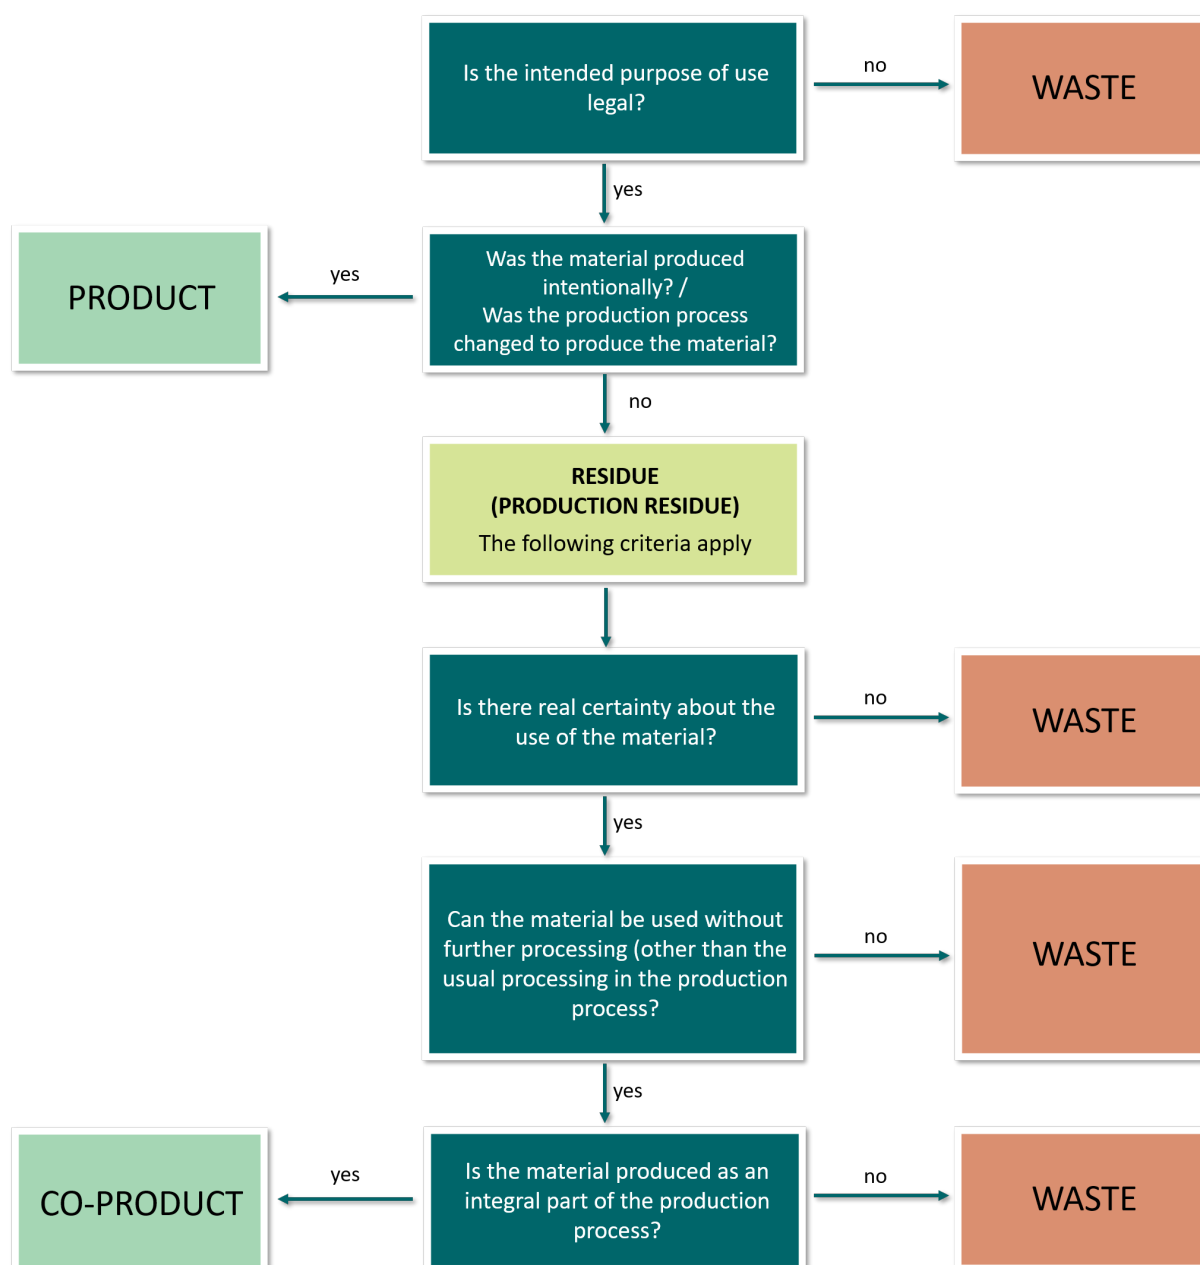 Is the intended purpose of use
legal?
no
WASTE
yes
Was the material produced
intentionally? /
Was the production process
changed to produce the material?
yes
PRODUCT
no
RESIDUE
(PRODUCTION RESIDUE)
The following criteria apply
Is there real certainty about the
use of the material?
no
WASTE
yes
Can the material be used without
further processing (other than the
usual processing in the production
process?
no
WASTE
yes
Is the material produced as an
integral part of the production
process?
yes
CO-PRODUCT
no
WASTE